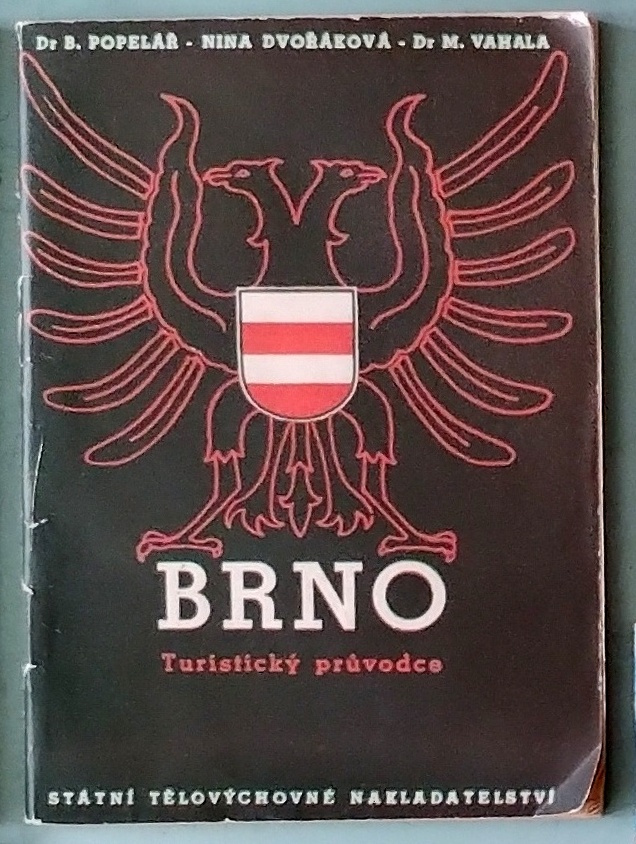 Dr B. POPELÁŘ - NINA DVOŘÁKOVÁ - Dr M. VAHALA
BRNO
Turistický průvodce
STÁTNÍ TĚLOVÝCHOVNÉ NAKLADATELSTVÍ